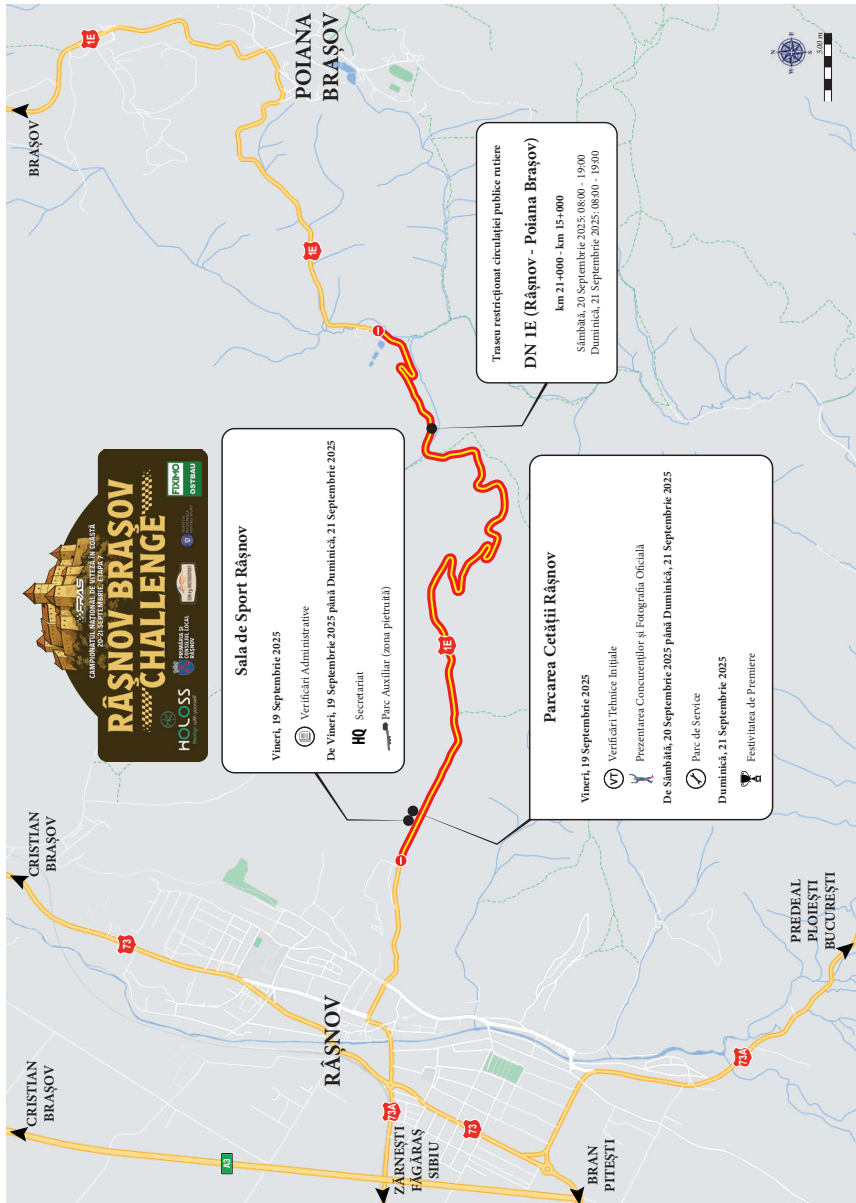 FRAS
CAMPIONATUL NAȚIONAL DE VITEZĂ ÎN COASTĂ
20-21 SEPTEMBRIE, ETAPA 7
RÂȘNOV BRAȘOV
CHALLENGE
HOLOSS
PRIMĂRIA ȘI
CONSILIUL LOCAL
RÂȘNOV
FIXIMO
OSTBAU
CRISTIAN
BRAȘOV
CRISTIAN
BRAȘOV
BRAȘOV
POIANA
BRAȘOV
RÂȘNOV
ZĂRNEȘTI
FĂGĂRAȘ
SIBIU
BRAN
PITEȘTI
PREDEAL
PLOIEȘTI
BUCUREȘTI
A3
73
73
73A
73A
1E
1E
1E
Sala de Sport Râșnov
Vineri, 19 Septembrie 2025
Verificări Administrative
De Vineri, 19 Septembrie 2025 până Duminică, 21 Septembrie 2025
HQ Secretariat
Parc Auxiliar (zona pietruită)
Parcarea Cetății Râșnov
Vineri, 19 Septembrie 2025
VT Verificări Tehnice Inițiale
Prezentarea Concurenților și Fotografia Oficială
De Sâmbătă, 20 Septembrie 2025 până Duminică, 21 Septembrie 2025
Parc de Service
Duminică, 21 Septembrie 2025
Festivitatea de Premiere
Traseu restricționat circulației publice rutiere
DN 1E (Râșnov - Poiana Brașov)
km 21+000 - km 15+000
Sâmbătă, 20 Septembrie 2025: 08:00 - 19:00
Duminică, 21 Septembrie 2025: 08:00 - 19:00
N
E
S
W
500 m